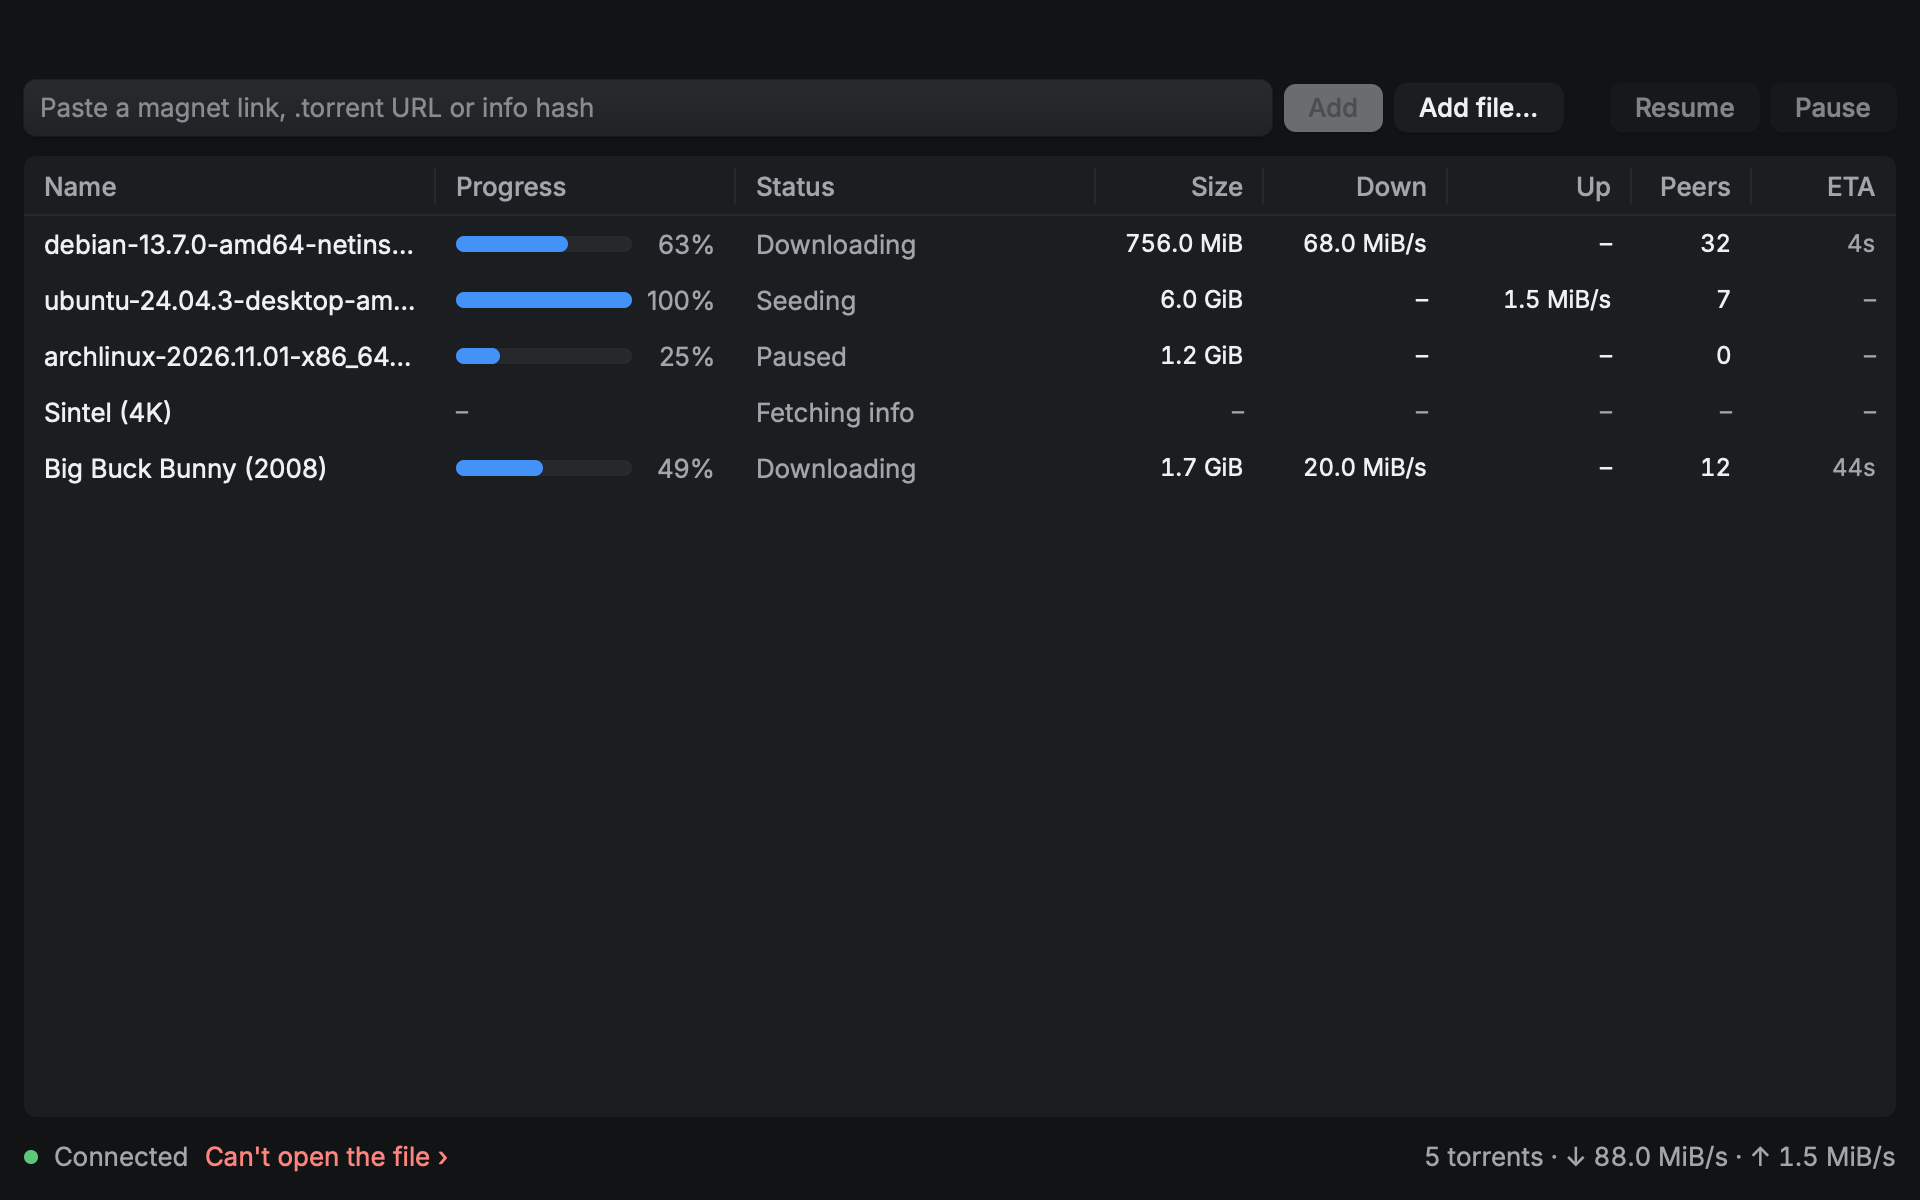 Paste a magnet link, .torrent URL or info hash Add Add file... Resume Pause
Name Progress Status Size Down Up Peers ETA
debian-13.7.0-amd64-netins... 63% Downloading 756.0 MiB 68.0 MiB/s – 32 4s
ubuntu-24.04.3-desktop-am... 100% Seeding 6.0 GiB – 1.5 MiB/s 7 –
archlinux-2026.11.01-x86_64... 25% Paused 1.2 GiB – – 0 –
Sintel (4K) – Fetching info – – – – –
Big Buck Bunny (2008) 49% Downloading 1.7 GiB 20.0 MiB/s – 12 44s
Connected Can't open the file › 5 torrents · ↓ 88.0 MiB/s · ↑ 1.5 MiB/s